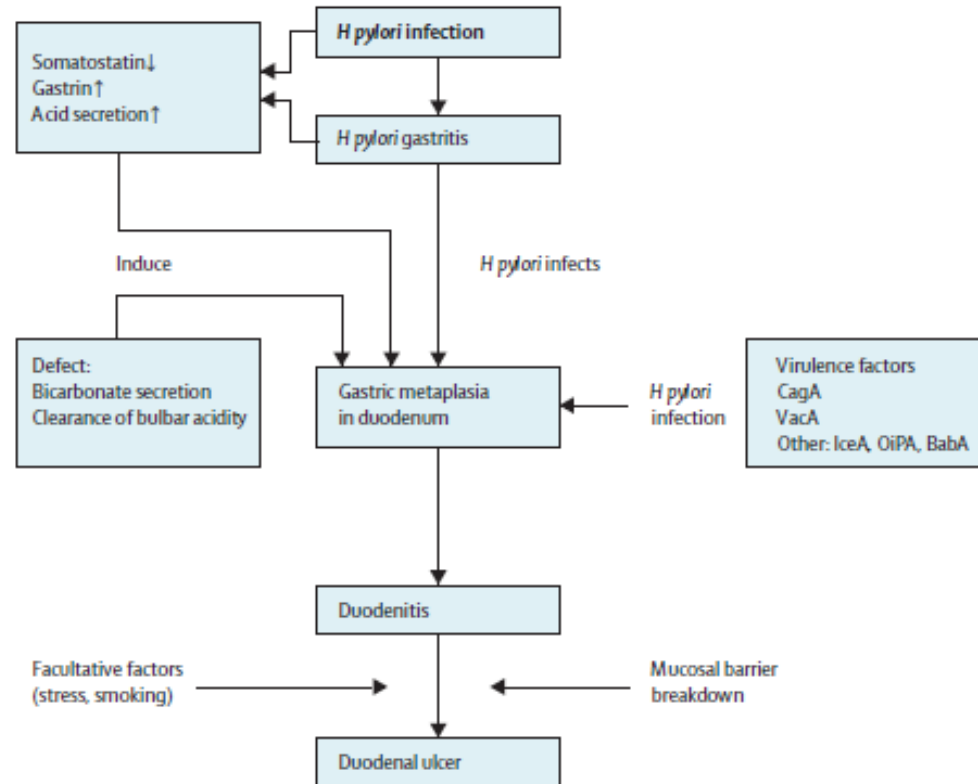 H pylori infection
Somatostatin↓
Gastrin↑
Acid secretion↑
H pylori gastritis
Induce
H pylori infects
Defect:
Bicarbonate secretion
Clearance of bulbar acidity
Gastric metaplasia
in duodenum
H pylori
infection
Virulence factors
CagA
VacA
Other: IceA, OiPA, BabA
Duodenitis
Facultative factors
(stress, smoking)
Mucosal barrier
breakdown
Duodenal ulcer